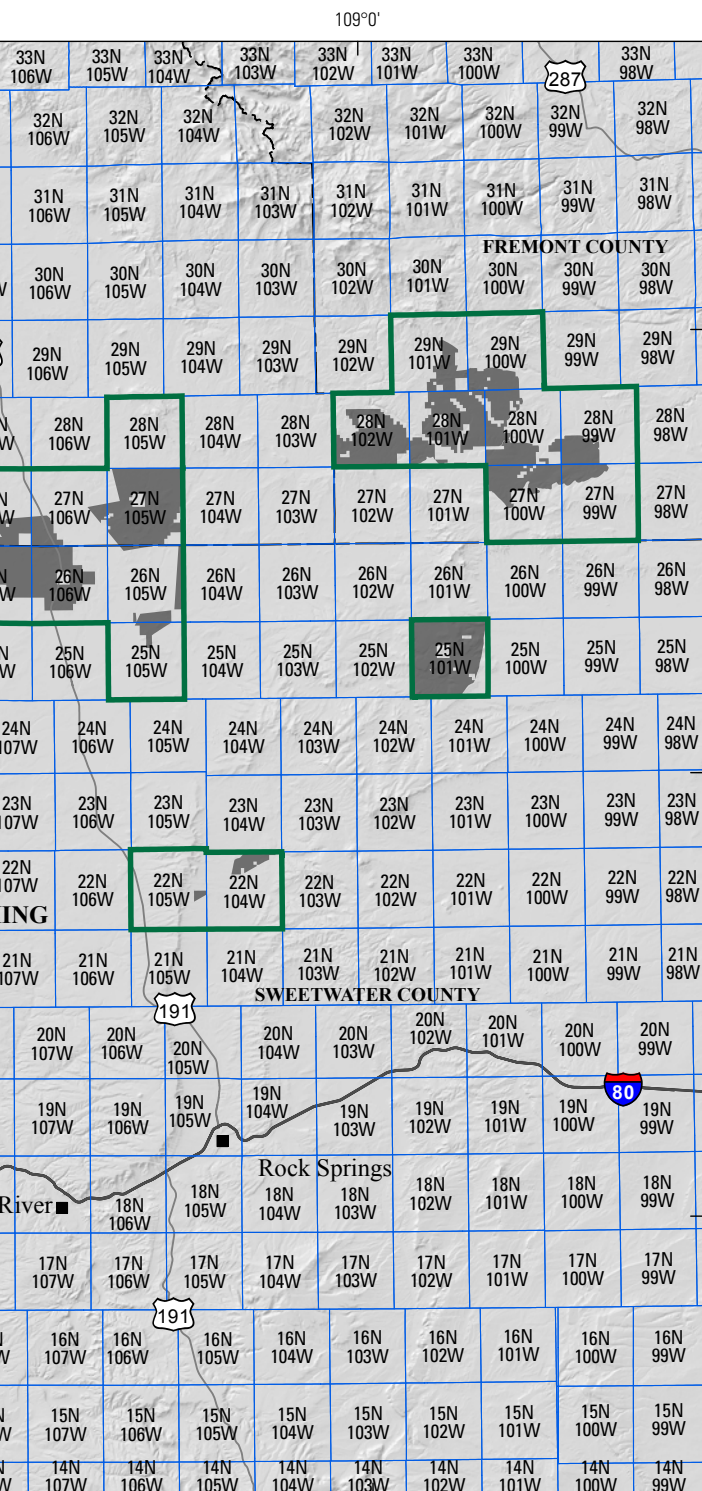 109°0'
33N 33N 33N 33N 33N 33N 33N 33N
106W 105W 104W 103W 102W 101W 100W 98W
287
32N 32N 32N 32N 32N 32N 32N 32N
106W 105W 104W 102W 101W 100W 99W 98W
31N 31N 31N 31N 31N 31N 31N 31N 31N
106W 105W 104W 103W 102W 101W 100W 99W 98W
FREMONT COUNTY
30N 30N 30N 30N 30N 30N 30N 30N 30N
W 106W 105W 104W 103W 102W 101W 100W 99W 98W
29N 29N 29N 29N 29N 29N 29N 29N 29N
106W 105W 104W 103W 102W 101W 100W 99W 98W
N 28N 28N 28N 28N 28N 28N 28N 28N 28N
W 106W 105W 104W 103W 102W 101W 100W 99W 98W
N 27N 27N 27N 27N 27N 27N 27N 27N 27N
W 106W 105W 104W 103W 102W 101W 100W 99W 98W
N 26N 26N 26N 26N 26N 26N 26N 26N 26N
W 106W 105W 104W 103W 102W 101W 100W 99W 98W
N 25N 25N 25N 25N 25N 25N 25N 25N 25N
W 106W 105W 104W 103W 102W 101W 100W 99W 98W
24N 24N 24N 24N 24N 24N 24N 24N 24N 24N
107W 106W 105W 104W 103W 102W 101W 100W 99W 98W
23N 23N 23N 23N 23N 23N 23N 23N 23N 23N
107W 106W 105W 104W 103W 102W 101W 100W 99W 98W
22N 22N 22N 22N 22N 22N 22N 22N 22N 22N
107W 106W 105W 104W 103W 102W 101W 100W 99W 98W
ING
21N 21N 21N 21N 21N 21N 21N 21N 21N 21N
107W 106W 105W 104W 103W 102W 101W 100W 99W 98W
SWEETWATER COUNTY
191
20N 20N 20N 20N 20N 20N 20N 20N 20N
107W 106W 105W 104W 103W 102W 101W 100W 99W
80
19N 19N 19N 19N 19N 19N 19N 19N 19N
107W 106W 105W 104W 103W 102W 101W 100W 99W
Rock Springs
River
18N 18N 18N 18N 18N 18N 18N 18N
106W 105W 104W 103W 102W 101W 100W 99W
17N 17N 17N 17N 17N 17N 17N 17N 17N
107W 106W 105W 104W 103W 102W 101W 100W 99W
191
N 16N 16N 16N 16N 16N 16N 16N 16N 16N
W 107W 106W 105W 104W 103W 102W 101W 100W 99W
N 15N 15N 15N 15N 15N 15N 15N 15N 15N
W 107W 106W 105W 104W 103W 102W 101W 100W 99W
N 14N 14N 14N 14N 14N 14N 14N 14N 14N
W 107W 106W 105W 104W 103W 102W 101W 100W 99W